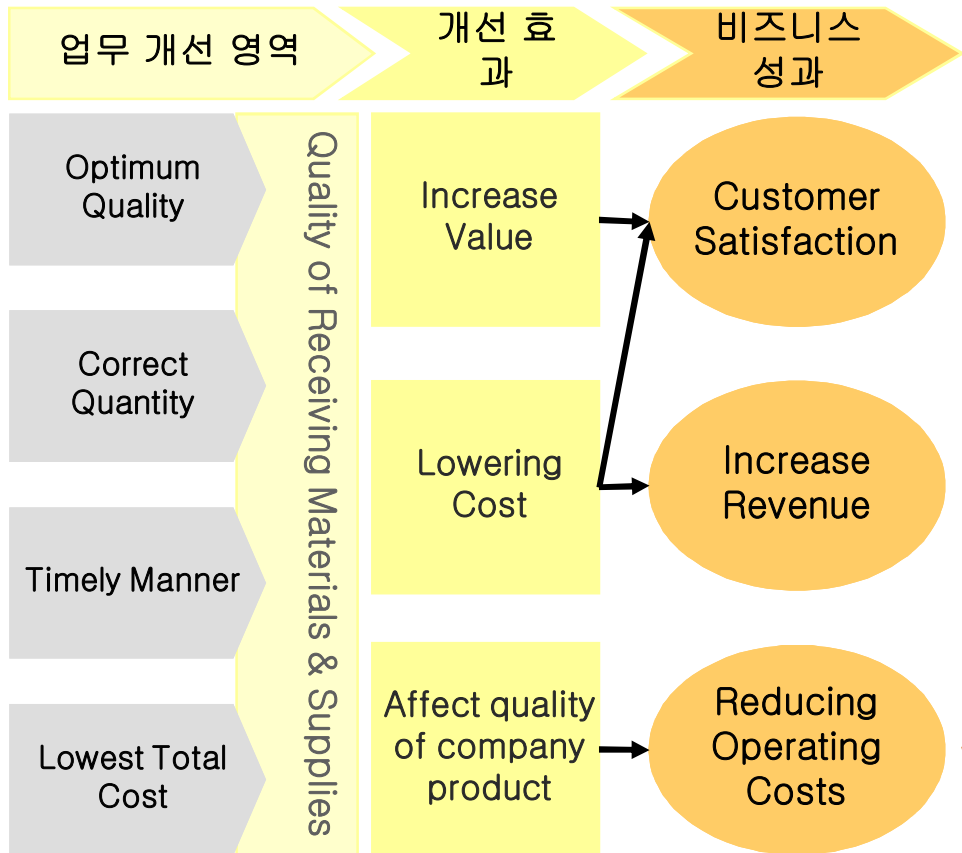 업무 개선 영역
개선 효
과
비즈니스
성과
Optimum
Quality
Correct
Quantity
Timely Manner
Lowest Total
Cost
Quality of Receiving Materials & Supplies
Increase
Value
Lowering
Cost
Affect quality
of company
product
Customer
Satisfaction
Increase
Revenue
Reducing
Operating
Costs